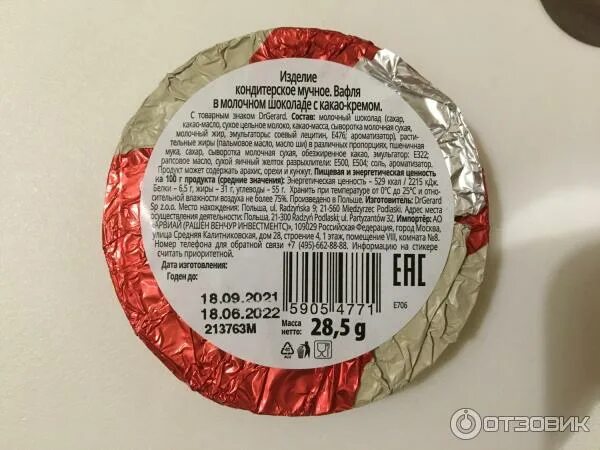 Изделие
кондитерское мучное. Вафля
в молочном шоколаде с какао-кремом.
С товарным знаком DrGerard. Состав: молочный шоколад (сахар,
какао-масло, сухое цельное молоко, какао-масса, сыворотка молочная сухая,
молочный жир, эмульгаторы: соевый лецитин, Е476; ароматизатор), расти-
тельные жиры (пальмовое масло, масло ши) в различных пропорциях, пшеничная
мука, сахар, сыворотка молочная сухая, обезжиренное какао, эмульгатор: Е322;
рапсовое масло, сухой яичный желток разрыхлители: Е500, Е504; соль, ароматизатор.
Продукт может содержать арахис, орехи и кунжут. Пищевая и энергетическая ценность
на 100 г продукта (средние значения): Энергетическая ценность – 529 ккал / 2215 кДж.
Белки – 6,5 г, жиры – 31 г, углеводы – 55 г. Хранить при температуре от 0°С до 25°С и отно-
сительной влажности воздуха не более 75%. Произведено в Польше. Изготовитель: DrGerard
Sp z.o.o. Место нахождения: Польша, ul. Radzyńska 9; 21-560 Międzyrzec Podlaski. Адрес места
осуществления деятельности: Польша, 21-300 Radzyń Podlaski ul. Partyzantów 32. Импортёр: АО
«АРВИАЙ (РАШЕН ВЕНЧУР ИНВЕСТМЕНТС)», 109029 Российская Федерация, город Москва,
улица Средняя Калитниковская, дом 28, строение 4, 1 этаж, помещение VIII, комната №8.
Номер телефона для обратной связи +7 (495)-662-88-88. Информацию на стикере
считать приоритетной.
Дата изготовления:
Годен до:
18.09.2021
18.06.2022
213763M
5905 4771
Масса
нетто: 28,5 g
EAC
E706
ОТЗОВИК